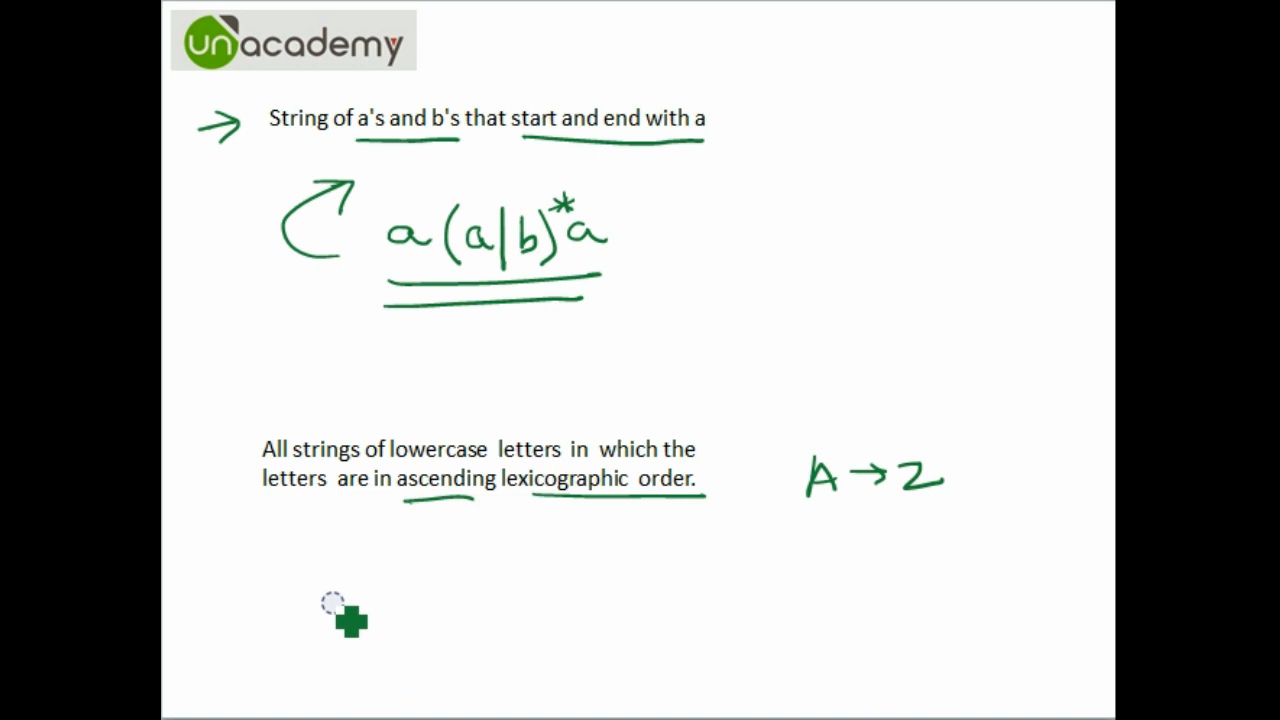 unacademy
String of a's and b's that start and end with a
a(a|b)*a
All strings of lowercase letters in which the
letters are in ascending lexicographic order.
A → Z